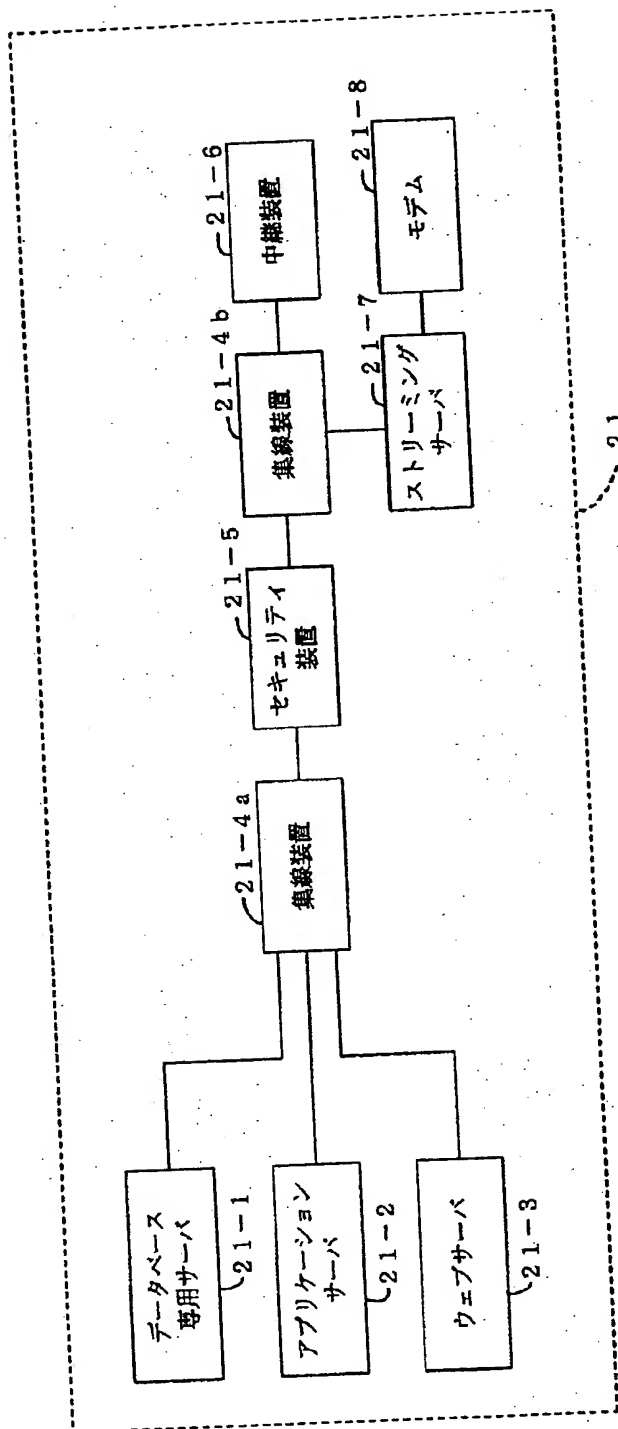 データベース
専用サーバ
21-1
アプリケーション
サーバ
21-2
ウェブサーバ
21-3
21-4a
集線装置
21-5
セキュリティ
装置
21-4b
集線装置
21-6
中継装置
21-7
ストリーミング
サーバ
21-8
モデム
21